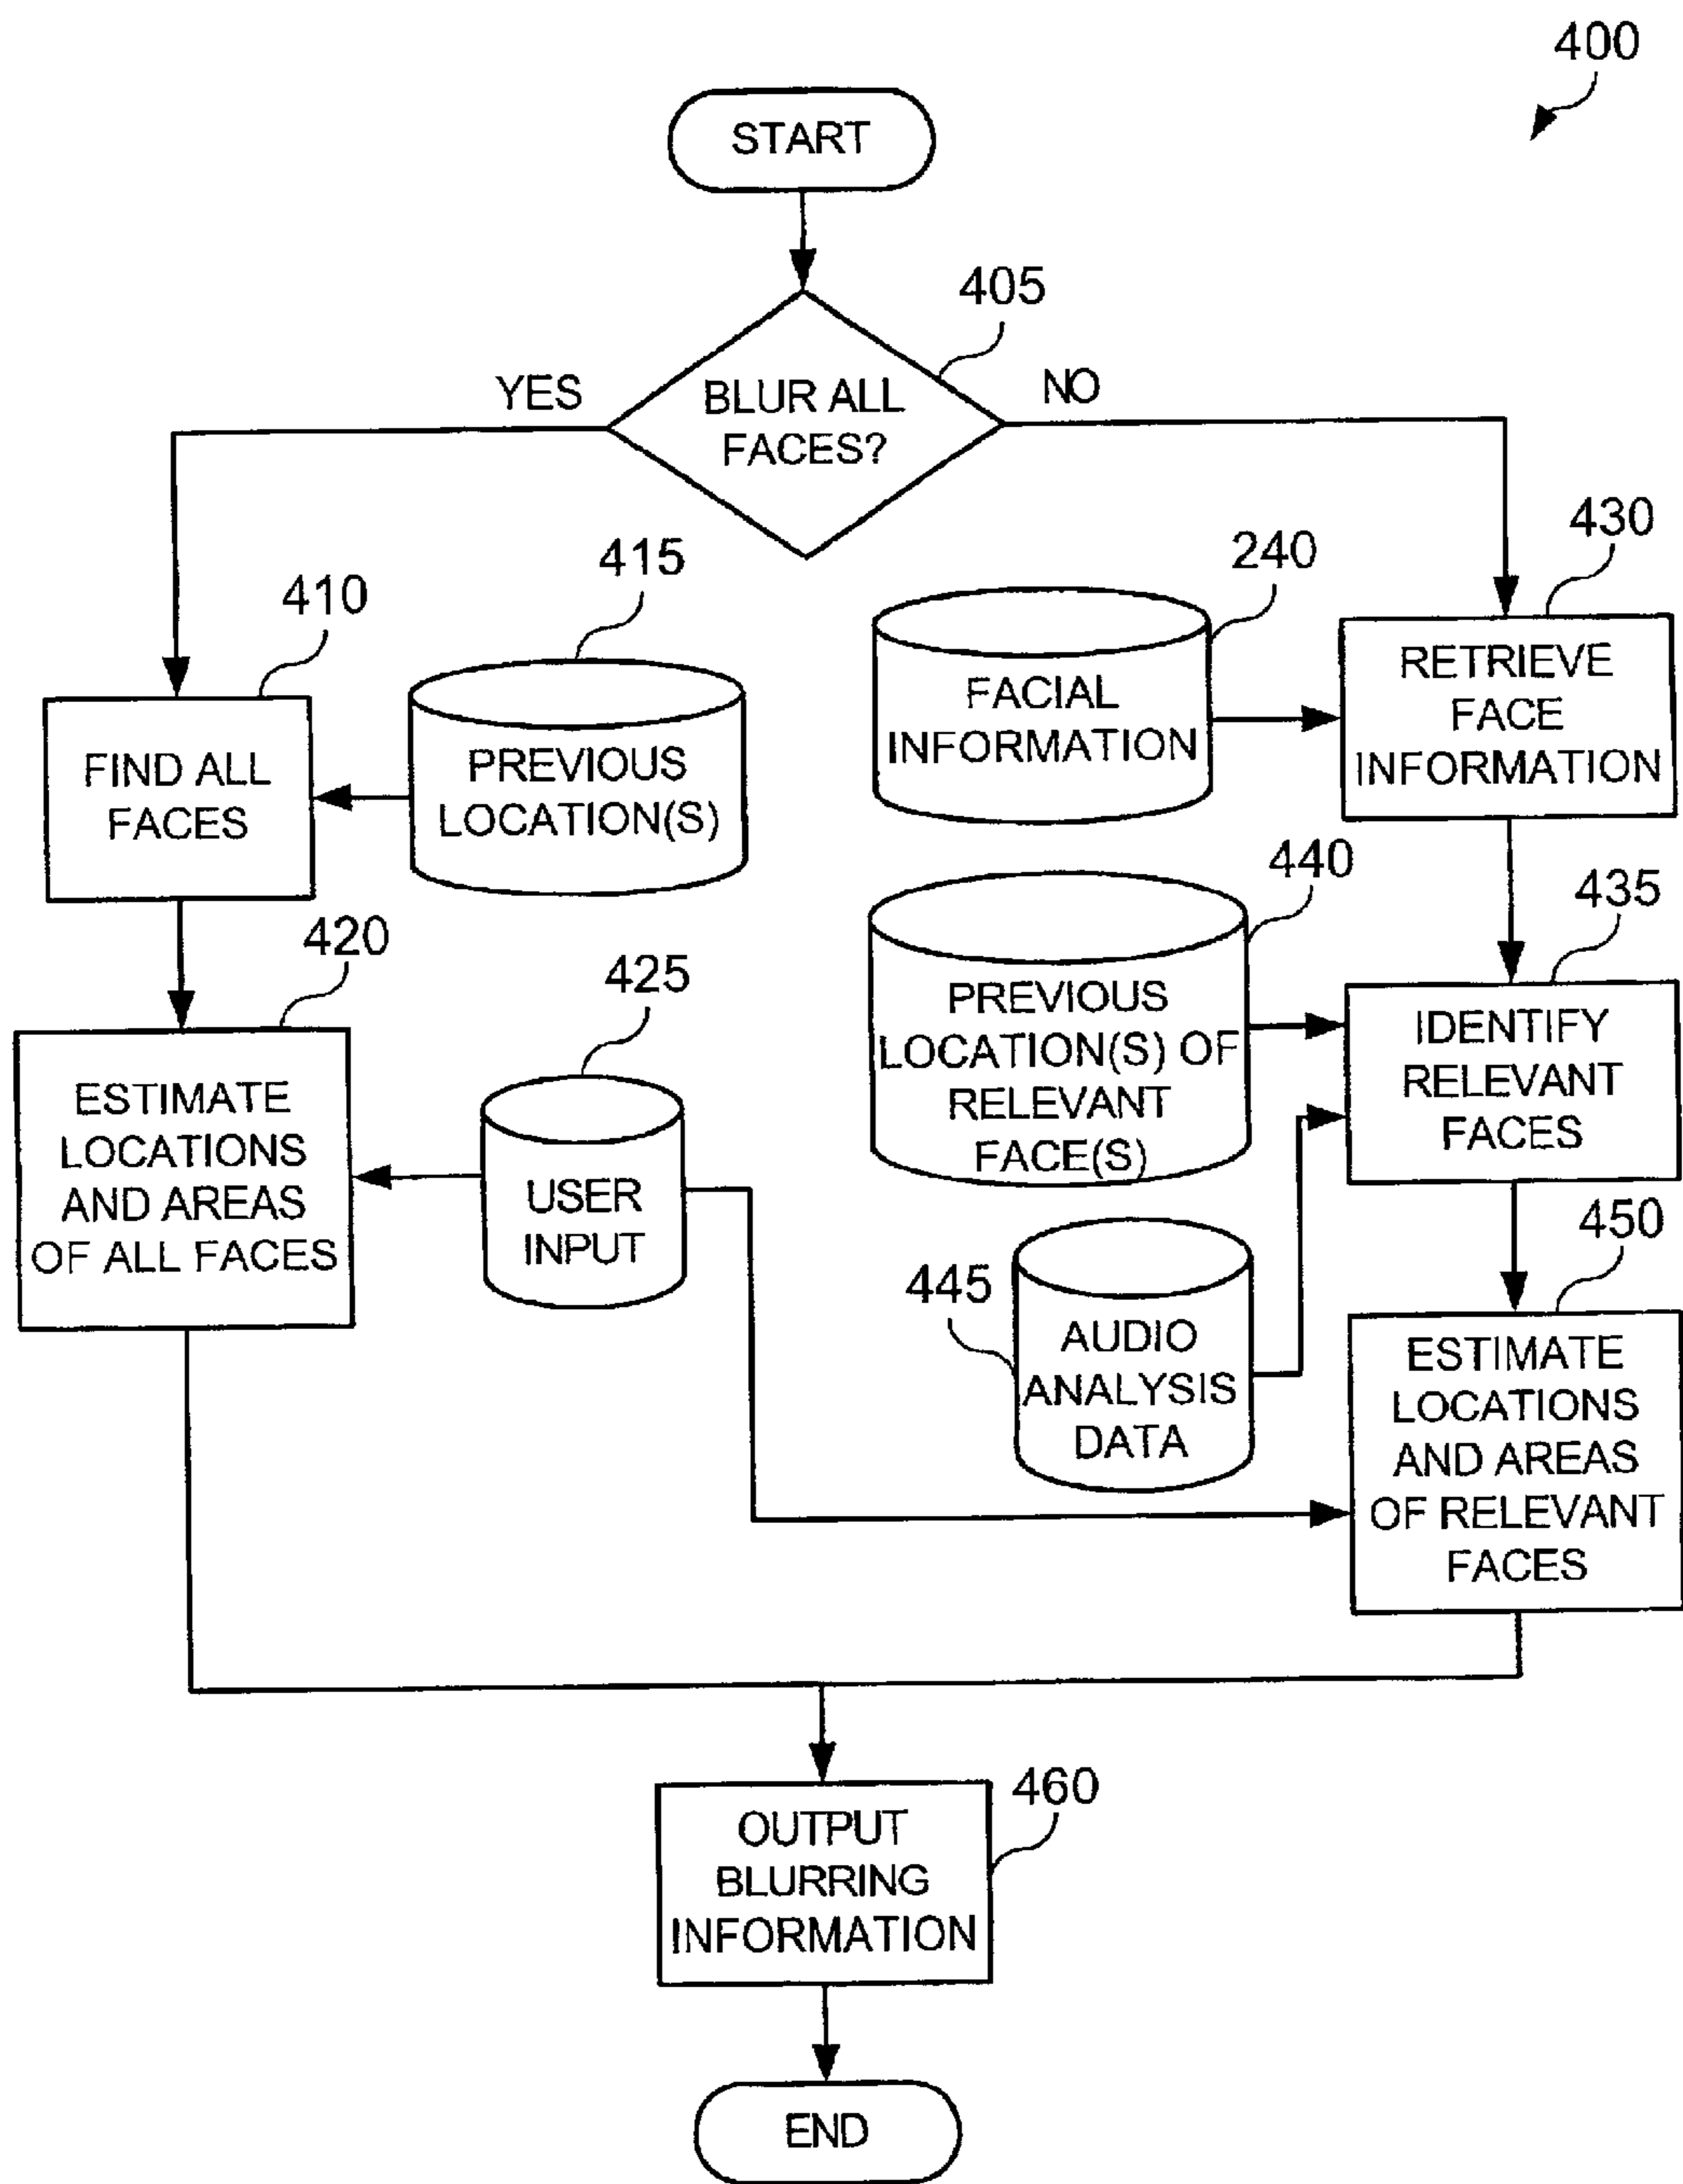 400
START
405
BLUR ALL
FACES?
YES
NO
410
FIND ALL
FACES
415
PREVIOUS
LOCATION(S)
240
FACIAL
INFORMATION
430
RETRIEVE
FACE
INFORMATION
440
PREVIOUS
LOCATION(S) OF
RELEVANT
FACE(S)
435
IDENTIFY
RELEVANT
FACES
420
ESTIMATE
LOCATIONS
AND AREAS
OF ALL FACES
425
USER
INPUT
445
AUDIO
ANALYSIS
DATA
450
ESTIMATE
LOCATIONS
AND AREAS
OF RELEVANT
FACES
460
OUTPUT
BLURRING
INFORMATION
END